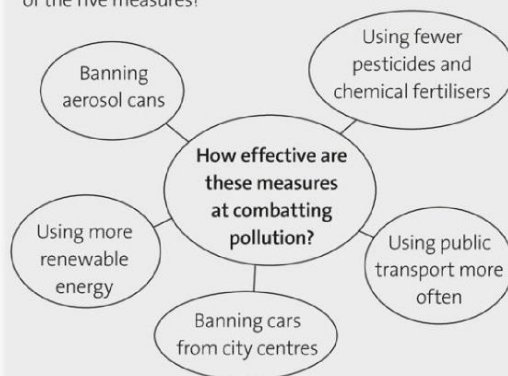 of the five measures?
Using fewer
pesticides and
chemical fertilisers
Banning
aerosol cans
How effective are
these measures
at combatting
pollution?
Using more
renewable
energy
Using public
transport more
often
Banning cars
from city centres